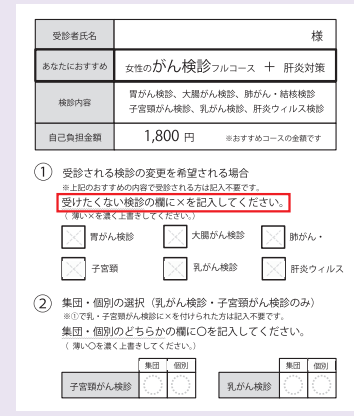 受診者氏名 様
あなたにおすすめ 女性のがん検診フルコース ＋ 肝炎対策
検診内容 胃がん検診、大腸がん検診、肺がん・結核検診
子宮頸がん検診、乳がん検診、肝炎ウィルス検診
自己負担金額 1,800 円 ※おすすめコースの金額です
① 受診される検診の変更を希望される場合
※上記のおすすめの内容で受診される方は記入不要です。
受けたくない検診の欄に×を記入してください。
（ 薄い×を濃く上書きしてください。）
胃がん検診 大腸がん検診 肺がん・
子宮頸 乳がん検診 肝炎ウィルス
② 集団・個別の選択（乳がん検診・子宮頸がん検診のみ）
※①で乳・子宮頸がん検診に×を付けられた方は記入不要です。
集団・個別のどちらかの欄に〇を記入してください。
（ 薄い〇を濃く上書きしてください。）
集団 個別 集団 個別
子宮頸がん検診 乳がん検診